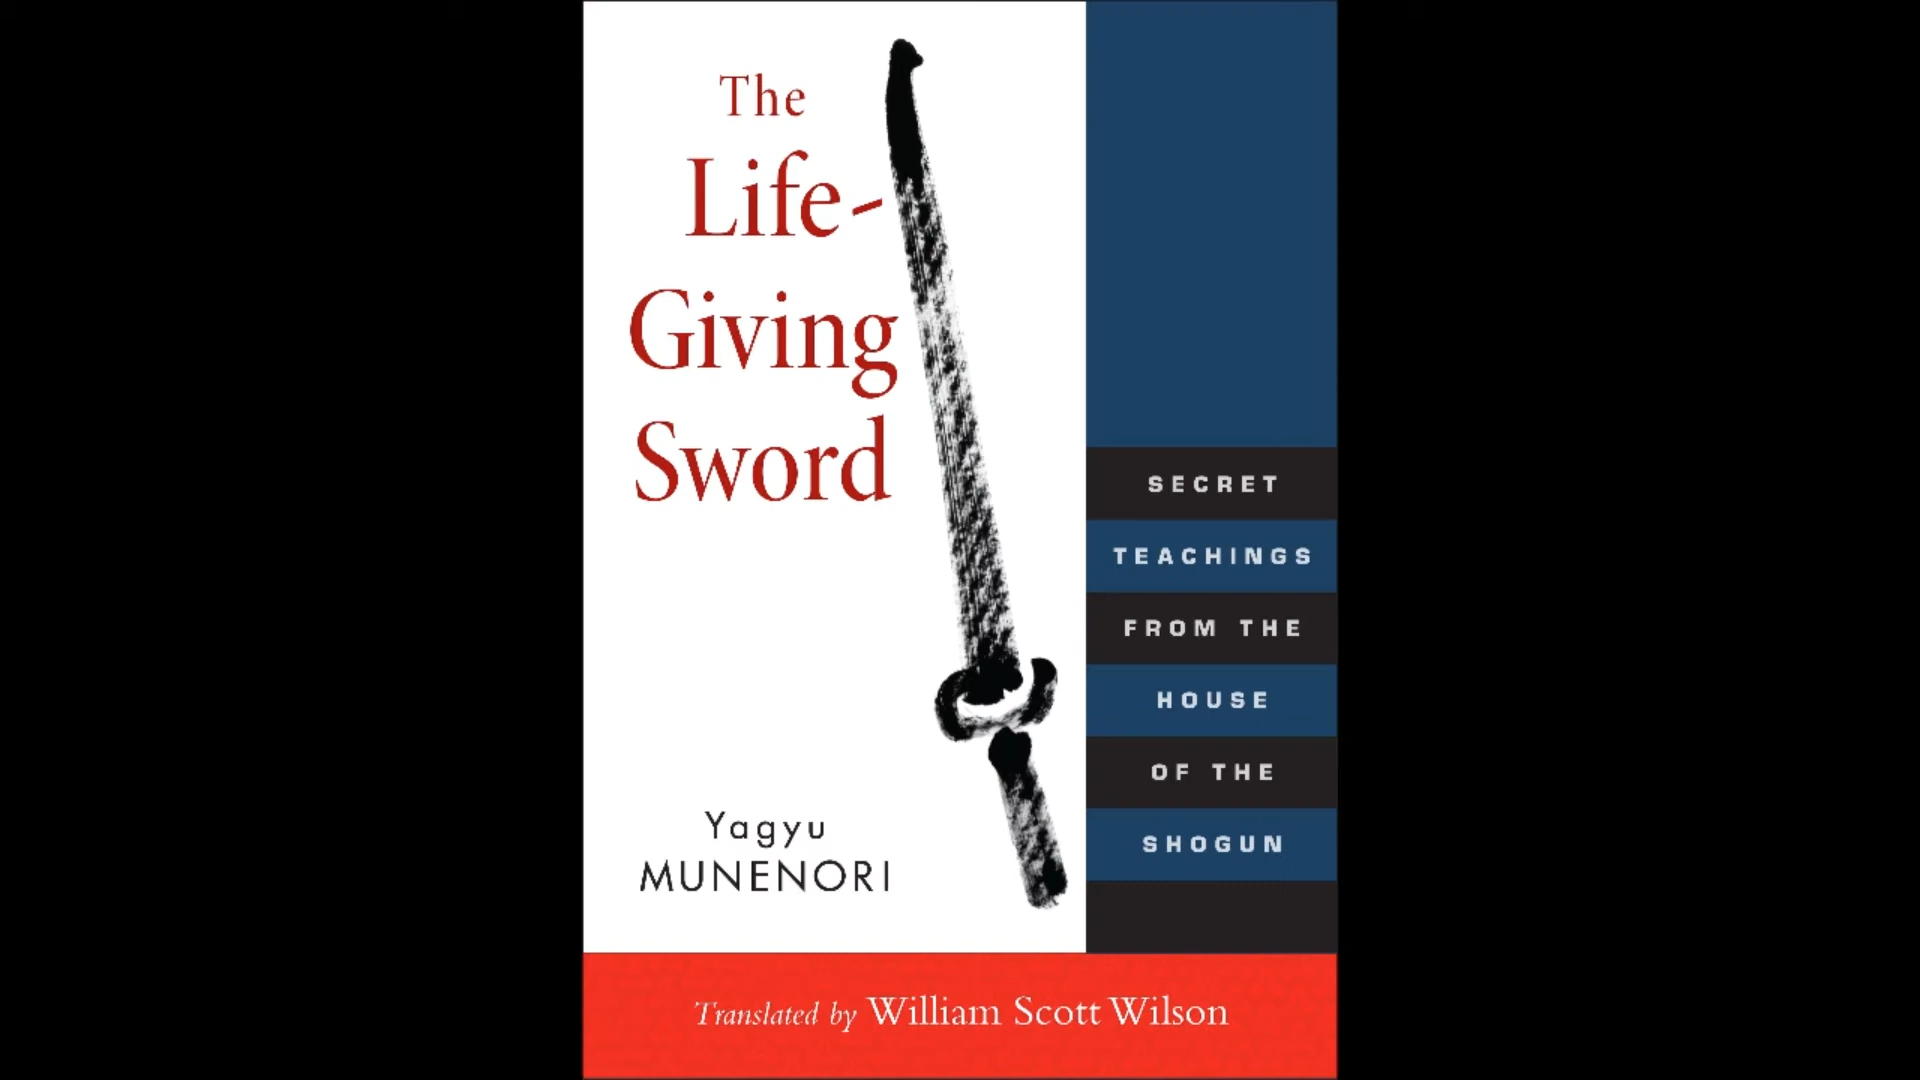 The
Life-
Giving
Sword
Yagyu
MUNENORI
SECRET
TEACHINGS
FROM THE
HOUSE
OF THE
SHOGUN
Translated by William Scott Wilson